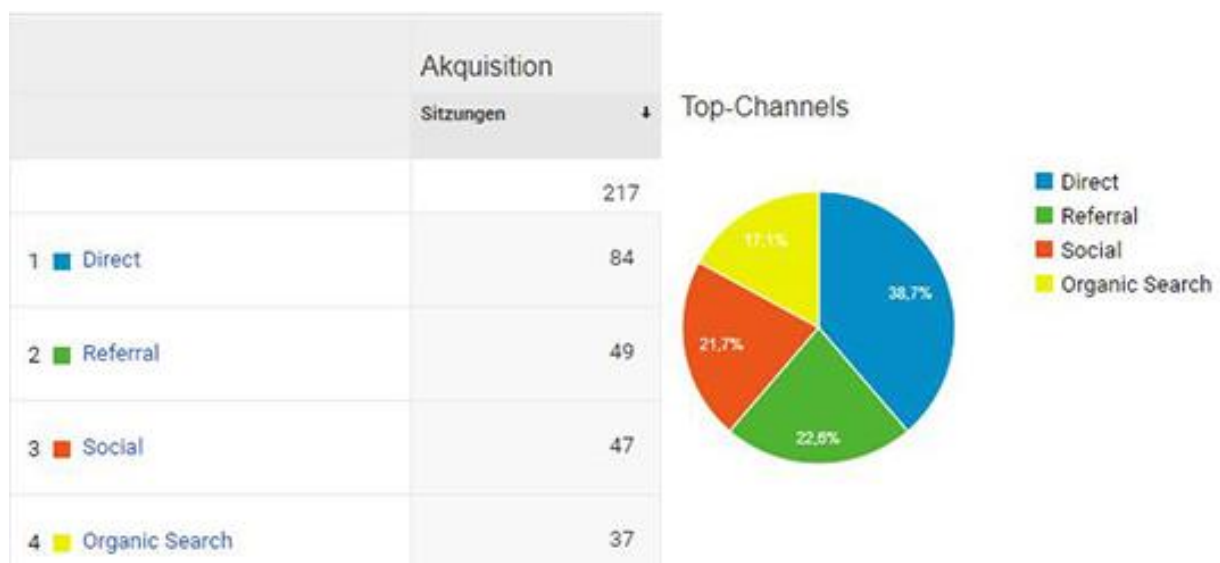 Akquisition
Sitzungen
217
1 Direct 84
2 Referral 49
3 Social 47
4 Organic Search 37
Top-Channels
Direct
Referral
Social
Organic Search
17,1%
38,7%
21,7%
22,6%